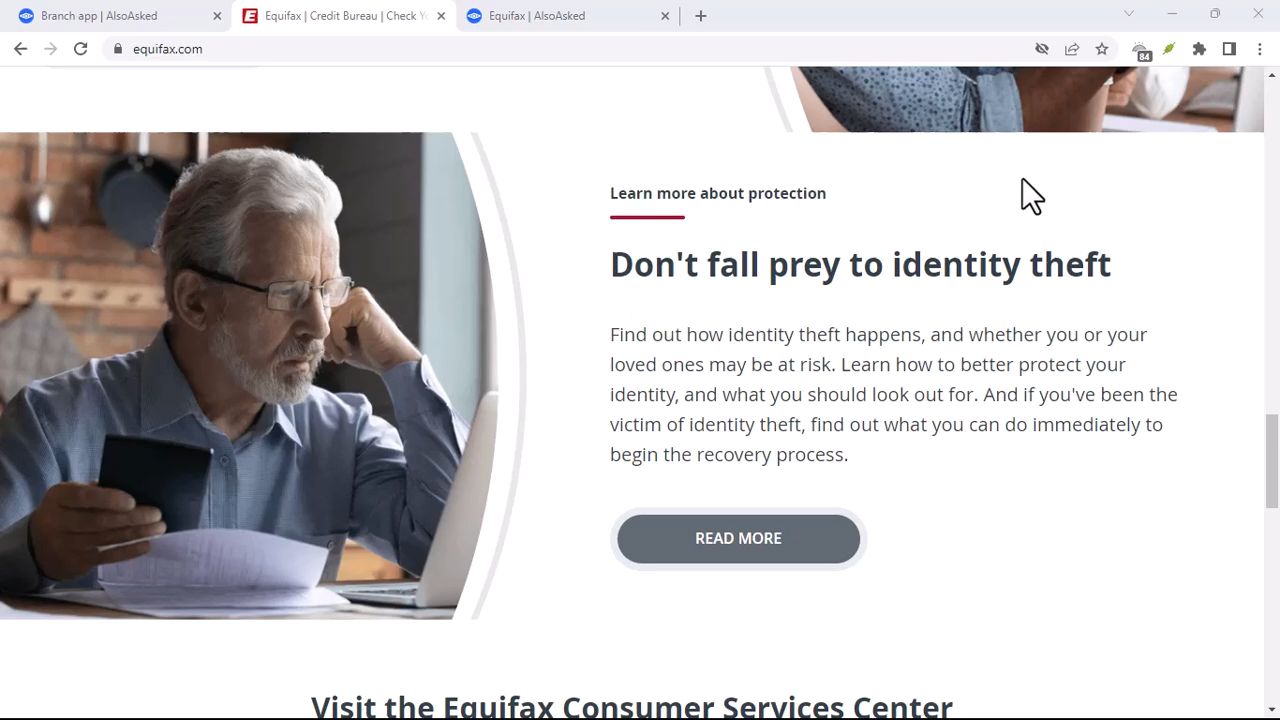 Branch app | AlsoAsked
Equifax | Credit Bureau | Check Yo
Equifax | AlsoAsked
equifax.com
84
Learn more about protection
Don't fall prey to identity theft
Find out how identity theft happens, and whether you or your
loved ones may be at risk. Learn how to better protect your
identity, and what you should look out for. And if you've been the
victim of identity theft, find out what you can do immediately to
begin the recovery process.
READ MORE
Visit the Equifax Consumer Services Center